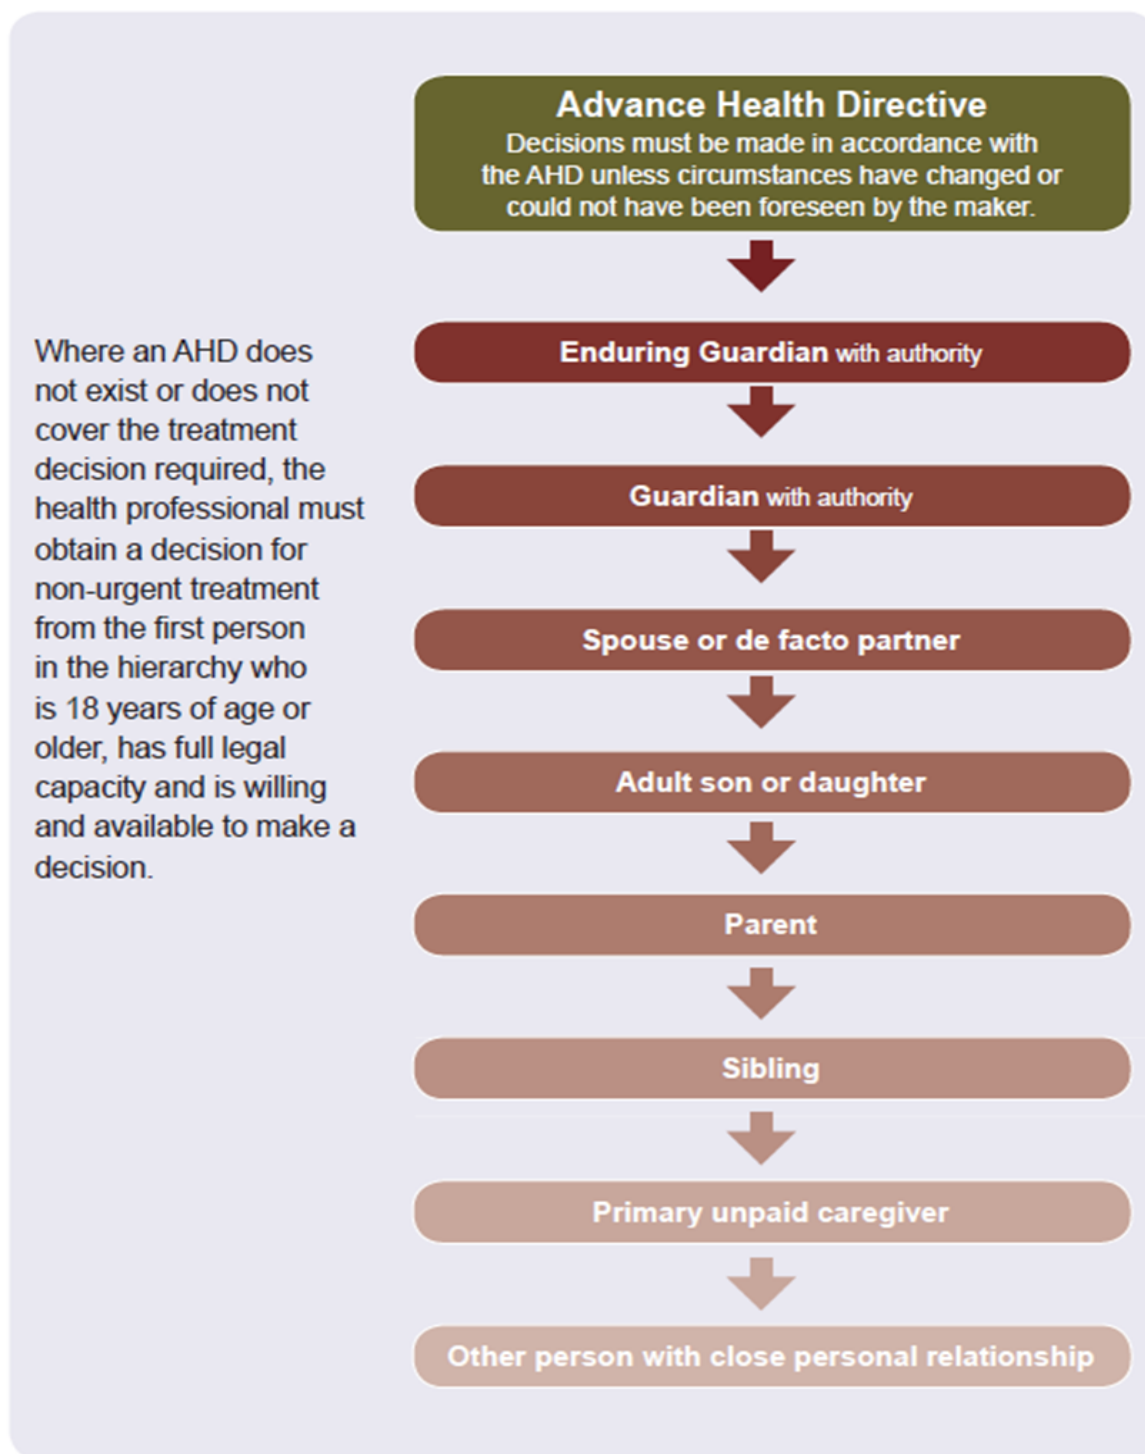 Advance Health Directive
Decisions must be made in accordance with
the AHD unless circumstances have changed or
could not have been foreseen by the maker.
Where an AHD does
not exist or does not
cover the treatment
decision required, the
health professional must
obtain a decision for
non-urgent treatment
from the first person
in the hierarchy who
is 18 years of age or
older, has full legal
capacity and is willing
and available to make a
decision.
Enduring Guardian with authority
Guardian with authority
Spouse or de facto partner
Adult son or daughter
Parent
Sibling
Primary unpaid caregiver
Other person with close personal relationship